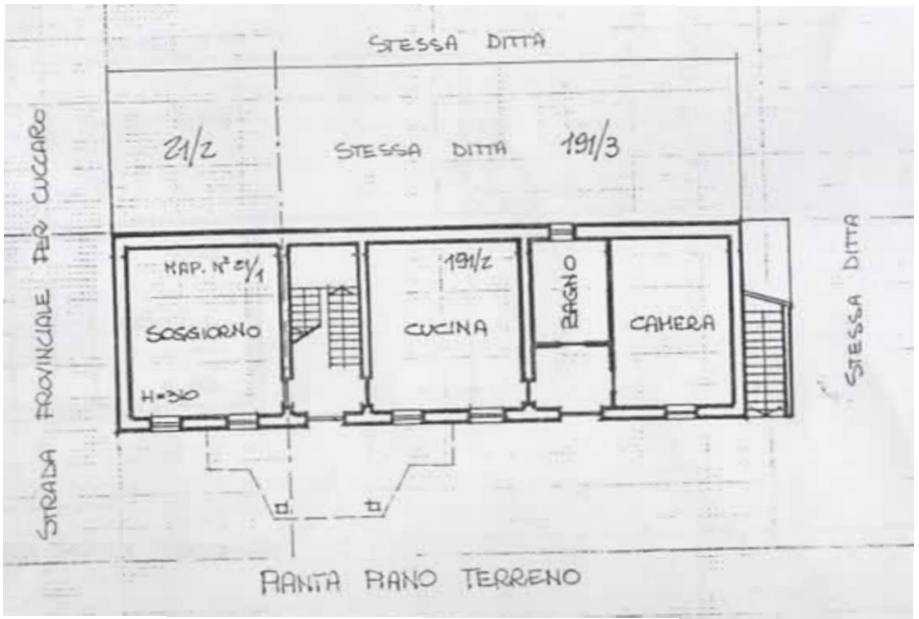 STESSA DITTA
21/2
STESSA DITTA
191/3
STRADA PROVINCIALE PER CUCCARO
MAP. N° 21/1
191/2
SOGGIORNO
CUCINA
BAGNO
CAMERA
H=310
STESSA DITTA
PIANTA PIANO TERRENO